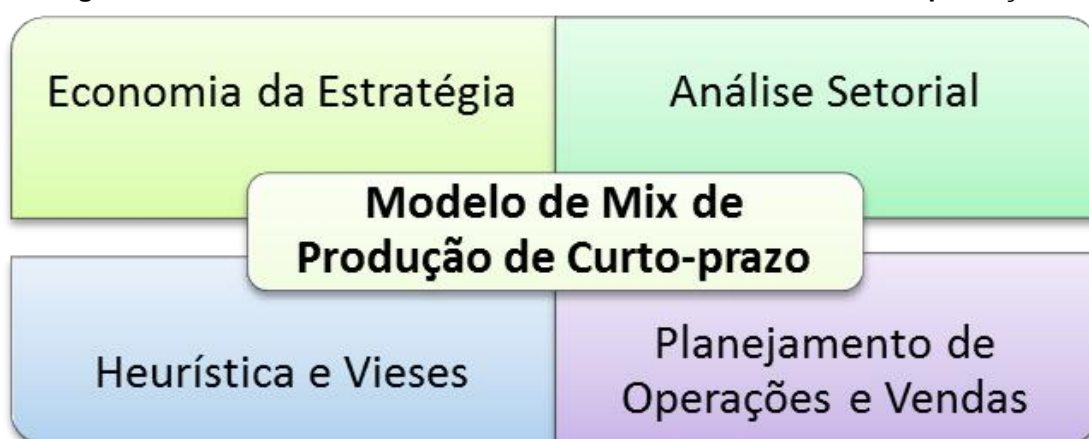 Economia da Estratégia
Análise Setorial
Modelo de Mix de
Produção de Curto-prazo
Heurística e Vieses
Planejamento de
Operações e Vendas